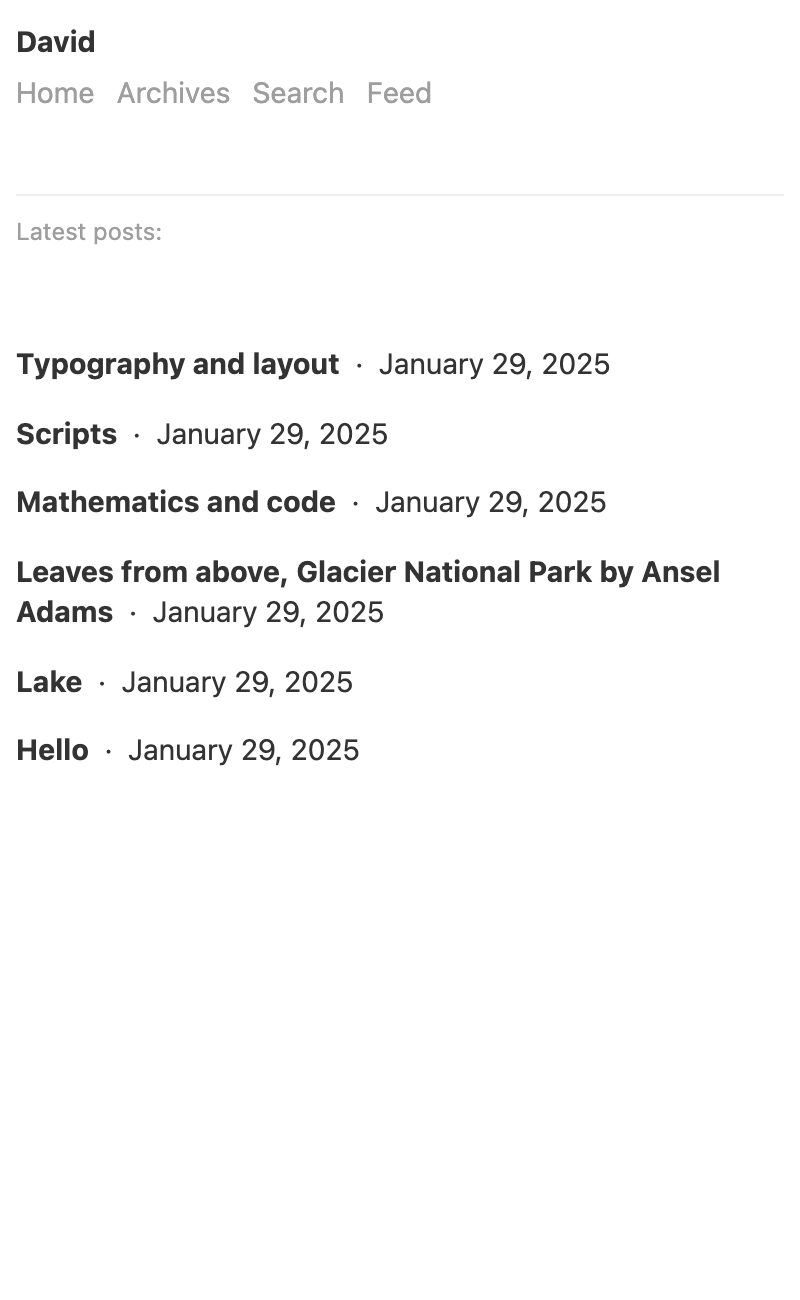 David
Home Archives Search Feed
Latest posts:
Typography and layout · January 29, 2025
Scripts · January 29, 2025
Mathematics and code · January 29, 2025
Leaves from above, Glacier National Park by Ansel
Adams · January 29, 2025
Lake · January 29, 2025
Hello · January 29, 2025